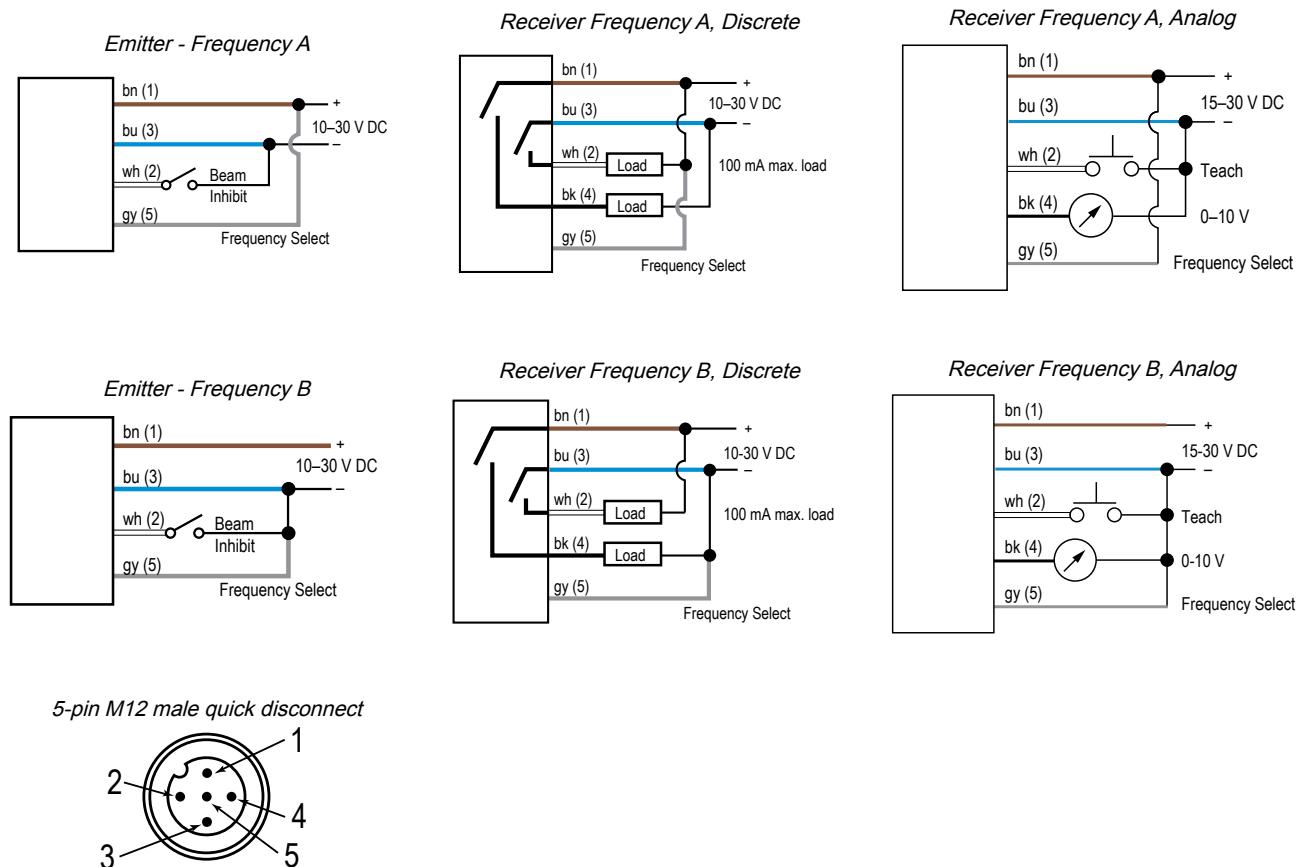 Emitter - Frequency A
bn (1)
+
10–30 V DC
bu (3)
–
wh (2)
Beam
Inhibit
gy (5)
Frequency Select
Receiver Frequency A, Discrete
bn (1)
+
10–30 V DC
bu (3)
–
wh (2)
Load
100 mA max. load
bk (4)
Load
gy (5)
Frequency Select
Receiver Frequency A, Analog
bn (1)
+
15–30 V DC
bu (3)
–
wh (2)
Teach
bk (4)
0–10 V
gy (5)
Frequency Select
Emitter - Frequency B
bn (1)
+
10–30 V DC
bu (3)
–
wh (2)
Beam
Inhibit
gy (5)
Frequency Select
Receiver Frequency B, Discrete
bn (1)
+
10-30 V DC
bu (3)
–
wh (2)
Load
100 mA max. load
bk (4)
Load
gy (5)
Frequency Select
Receiver Frequency B, Analog
bn (1)
+
15-30 V DC
bu (3)
–
wh (2)
Teach
bk (4)
0-10 V
gy (5)
Frequency Select
5-pin M12 male quick disconnect
1
2
4
3
5